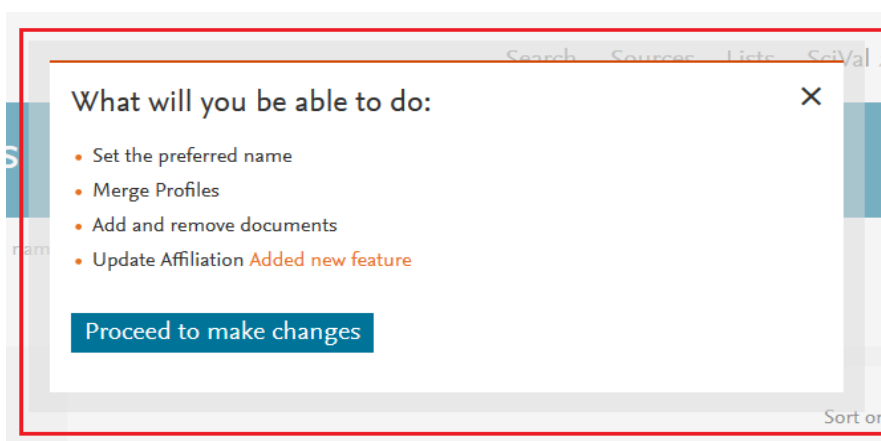 Search Sources Lists SciVal
What will you be able to do:
Set the preferred name
Merge Profiles
Add and remove documents
Update Affiliation Added new feature
Proceed to make changes
Sort